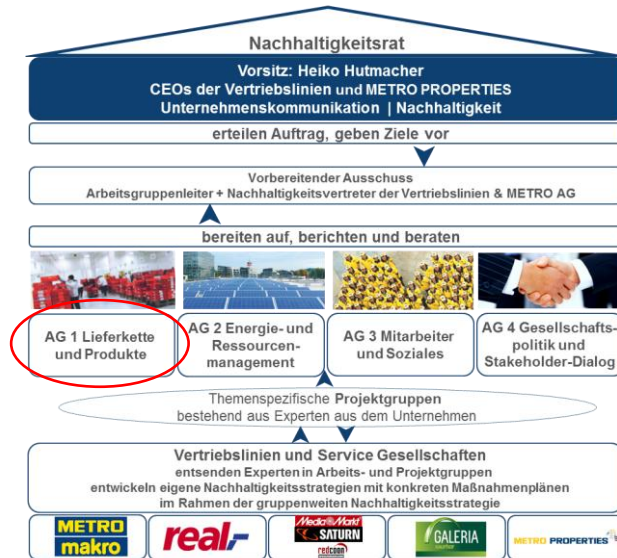 Nachhaltigkeitsrat
Vorsitz: Heiko Hutmacher
CEOs der Vertriebslinien und METRO PROPERTIES
Unternehmenskommunikation | Nachhaltigkeit
erteilen Auftrag, geben Ziele vor
Vorbereitender Ausschuss
Arbeitsgruppenleiter + Nachhaltigkeitsvertreter der Vertriebslinien & METRO AG
bereiten auf, berichten und beraten
AG 1 Lieferkette
und Produkte
AG 2 Energie- und
Ressourcen-
management
AG 3 Mitarbeiter
und Soziales
AG 4 Gesellschafts-
politik und
Stakeholder-Dialog
Themenspezifische Projektgruppen
bestehend aus Experten aus dem Unternehmen
Vertriebslinien und Service Gesellschaften
entsenden Experten in Arbeits- und Projektgruppen
entwickeln eigene Nachhaltigkeitsstrategien mit konkreten Maßnahmenplänen
im Rahmen der gruppenweiten Nachhaltigkeitsstrategie
METRO
makro
real,-
Media Markt
SATURN
redcoon
GALERIA
METRO PROPERTIES